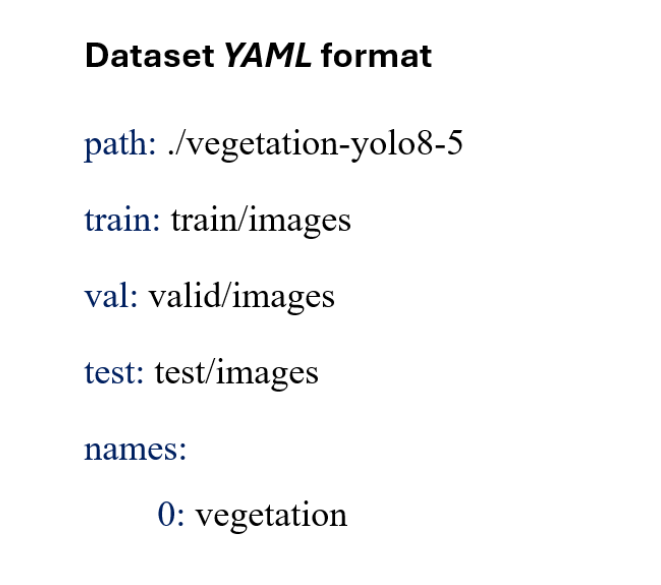 Dataset YAML format
path: ./vegetation-yolo8-5
train: train/images
val: valid/images
test: test/images
names:
0: vegetation